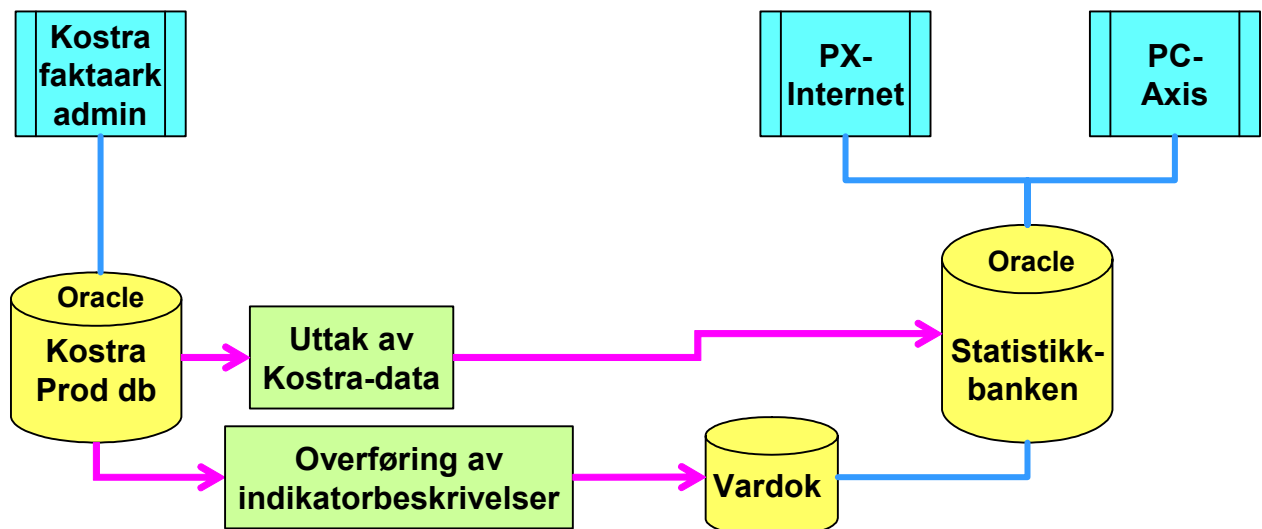 Kostra
faktaark
admin
PX-
Internet
PC-
Axis
Oracle
Kostra
Prod db
Uttak av
Kostra-data
Oracle
Statistikk-
banken
Overføring av
indikatorbeskrivelser
Vardok